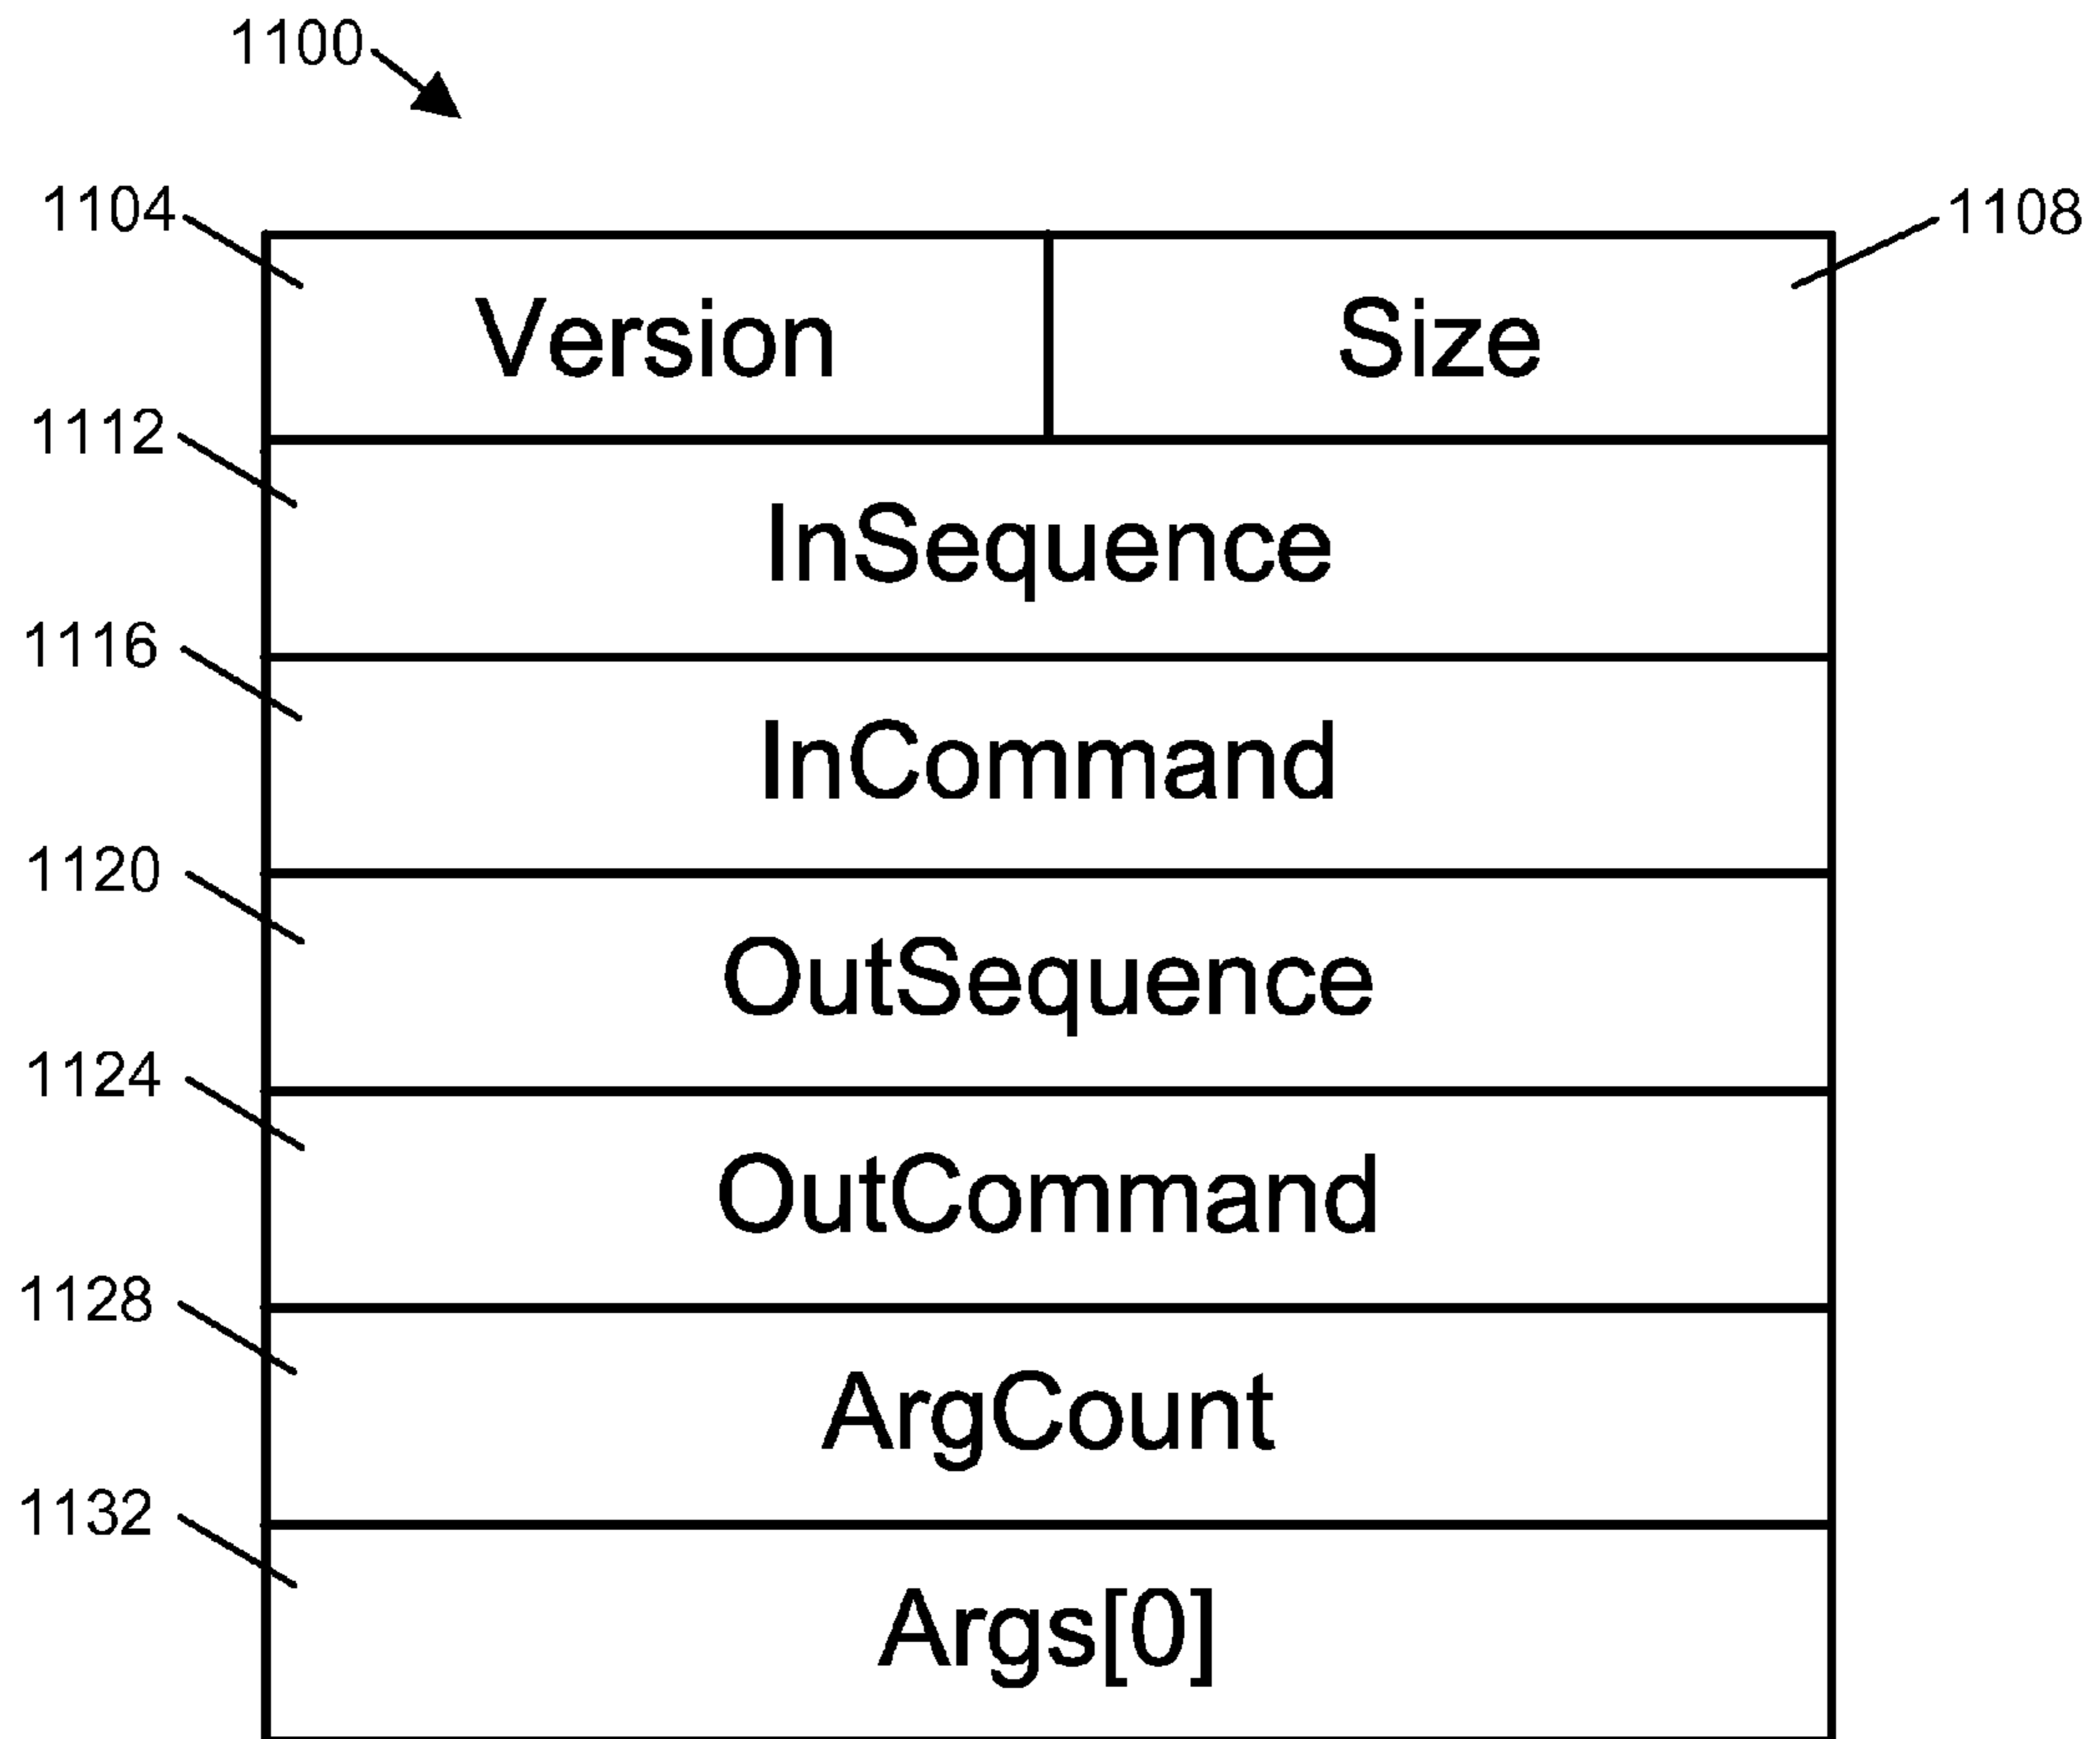 1100
1104 1108
Version Size
1112
InSequence
1116
InCommand
1120
OutSequence
1124
OutCommand
1128
ArgCount
1132
Args[0]